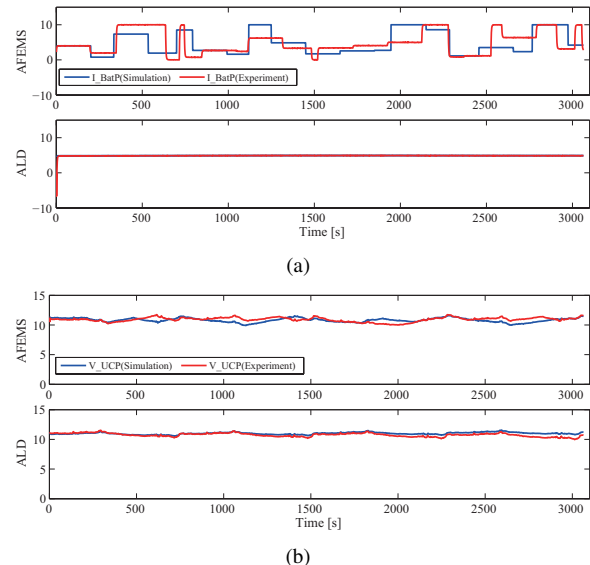 10
0
−10
AFEMS
0 500 1000 1500 2000 2500 3000
I_BatP(Simulation) I_BatP(Experiment)
10
0
−10
ALD
0 500 1000 1500 2000 2500 3000
Time [s]
(a)
15
10
5
0
AFEMS
0 500 1000 1500 2000 2500 3000
V_UCP(Simulation) V_UCP(Experiment)
15
10
5
0
ALD
0 500 1000 1500 2000 2500 3000
Time [s]
(b)